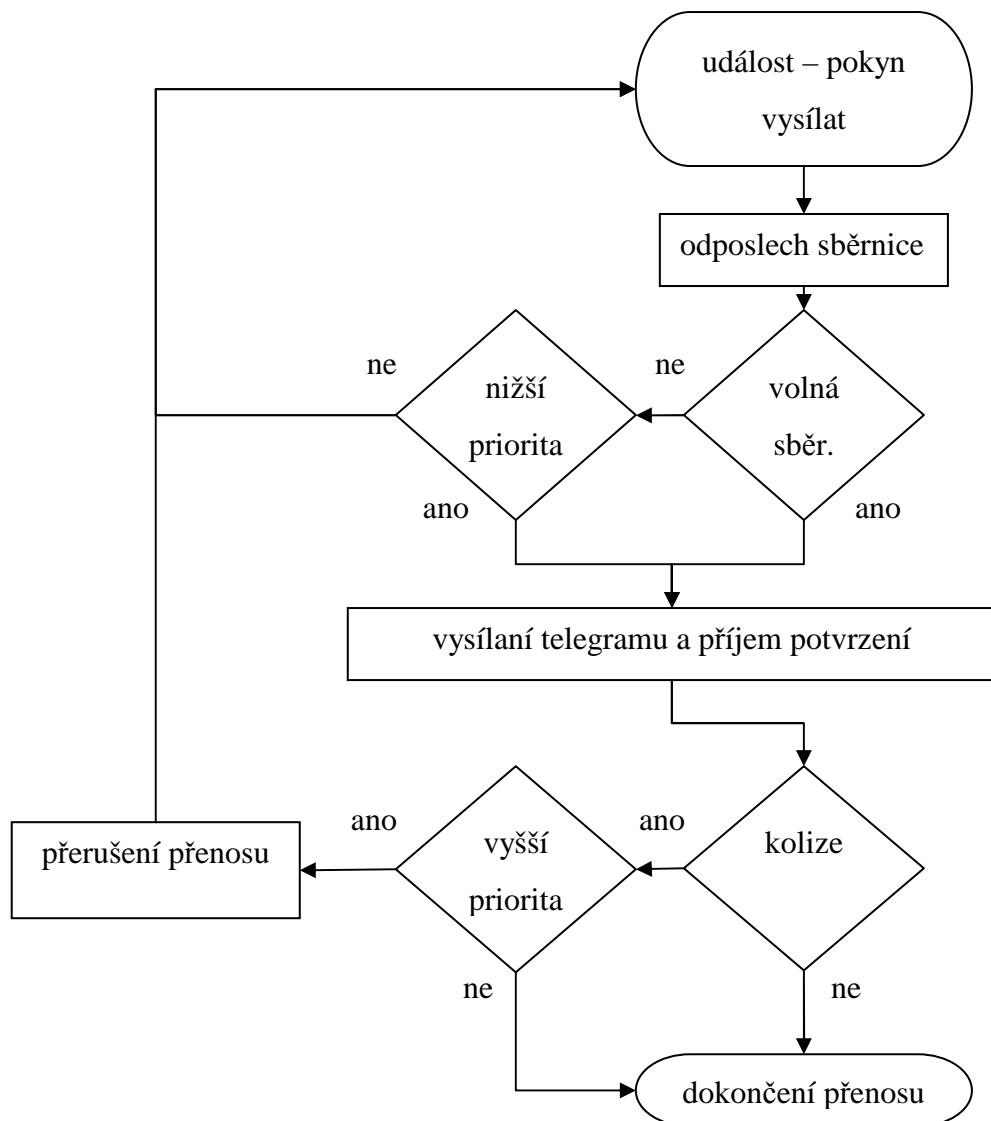 událost – pokyn
vysílat
odposlech sběrnice
ne
nižší
priorita
ano
ne
volná
sběr.
ano
vysílaní telegramu a příjem potvrzení
přerušení přenosu
ano
vyšší
priorita
ne
ano
kolize
ne
dokončení přenosu